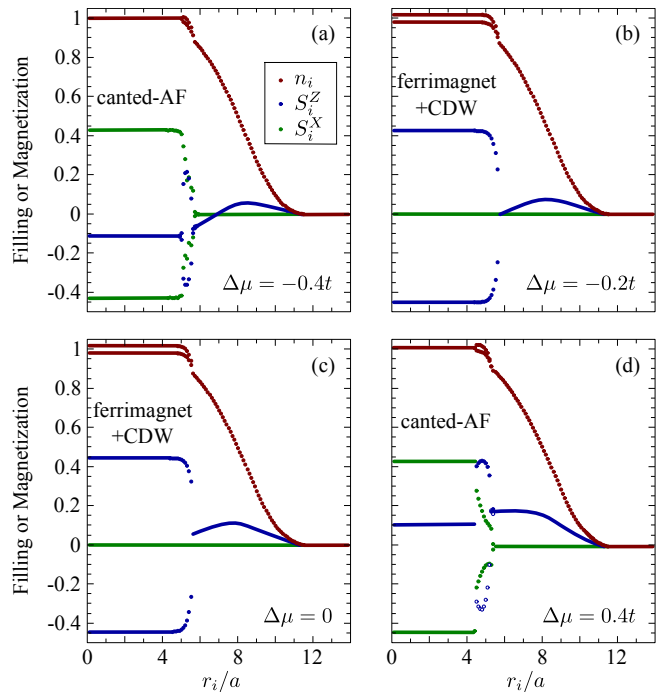 Filling or Magnetization
1
0.8
0.6
0.4
0.2
0
-0.2
-0.4
(a)
canted-AF
n_i
S_i^Z
S_i^X
Δμ = −0.4t
(b)
ferrimagnet
+CDW
Δμ = −0.2t
Filling or Magnetization
1
0.8
0.6
0.4
0.2
0
-0.2
-0.4
(c)
ferrimagnet
+CDW
Δμ = 0
0 4 8 12
r_i/a
(d)
canted-AF
Δμ = 0.4t
0 4 8 12
r_i/a